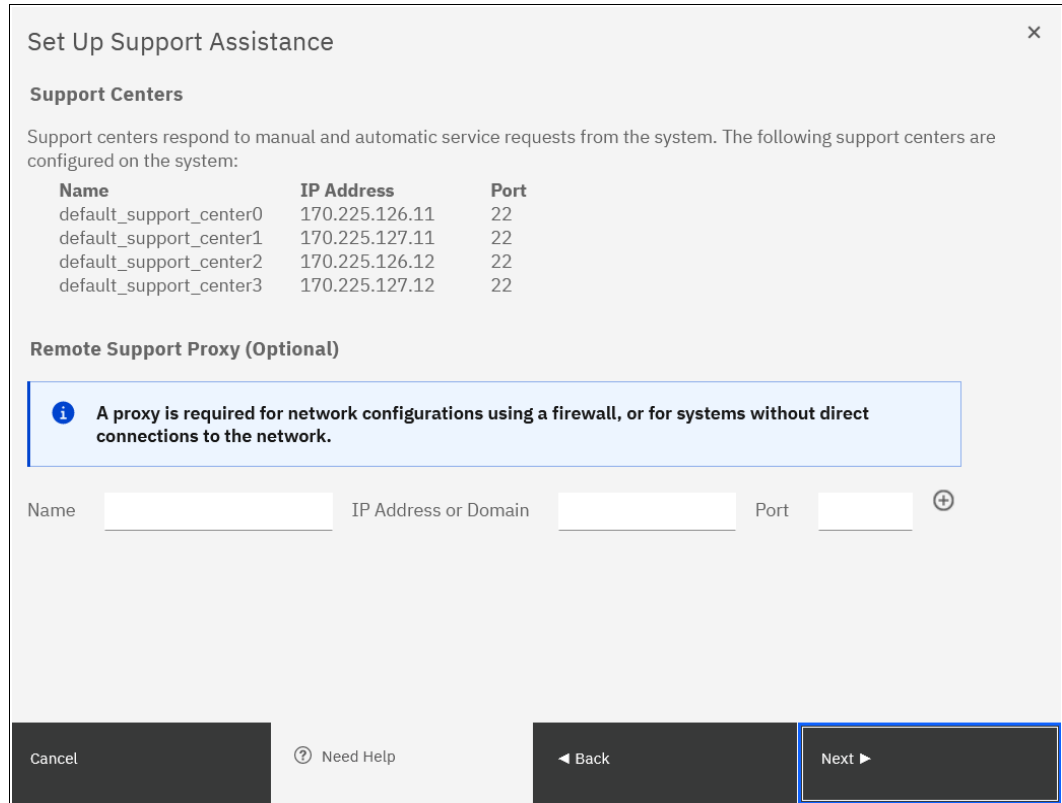 Set Up Support Assistance
Support Centers
Support centers respond to manual and automatic service requests from the system. The following support centers are
configured on the system:
Name IP Address Port
default_support_center0 170.225.126.11 22
default_support_center1 170.225.127.11 22
default_support_center2 170.225.126.12 22
default_support_center3 170.225.127.12 22
Remote Support Proxy (Optional)
A proxy is required for network configurations using a firewall, or for systems without direct
connections to the network.
Name IP Address or Domain Port
Cancel Need Help Back Next